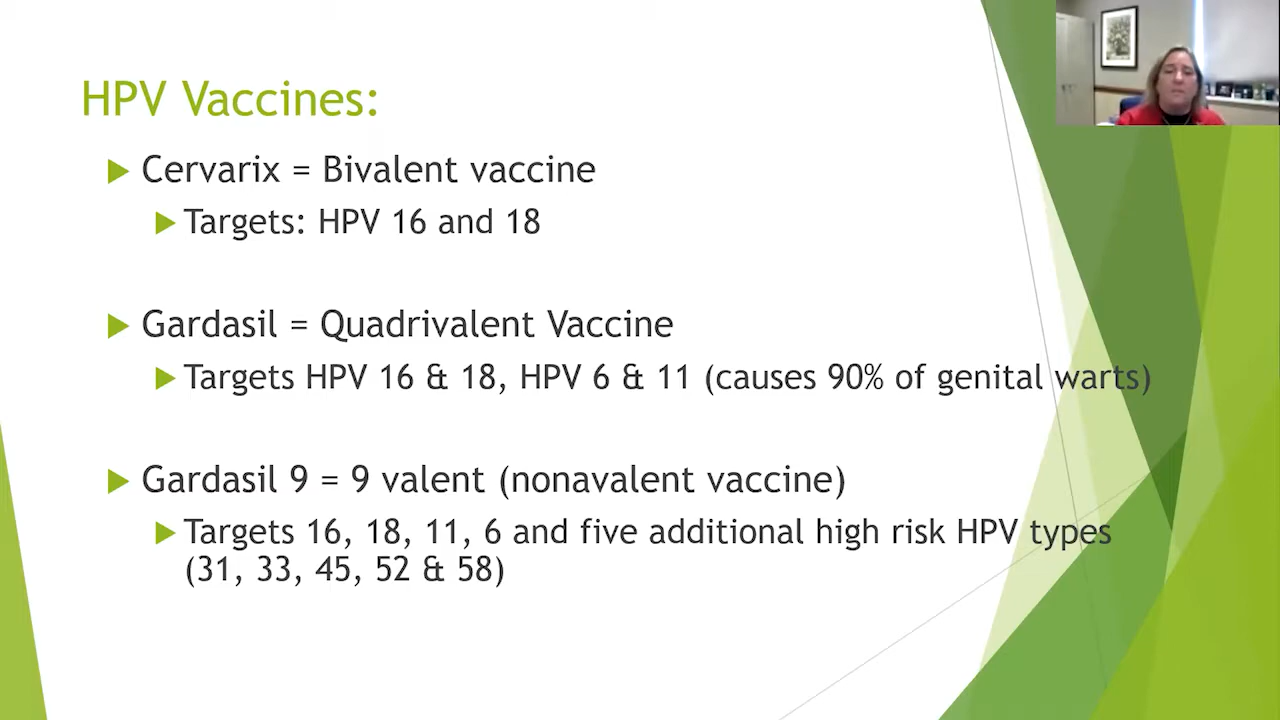 HPV Vaccines:
Cervarix = Bivalent vaccine
Targets: HPV 16 and 18
Gardasil = Quadrivalent Vaccine
Targets HPV 16 & 18, HPV 6 & 11 (causes 90% of genital warts)
Gardasil 9 = 9 valent (nonavalent vaccine)
Targets 16, 18, 11, 6 and five additional high risk HPV types
(31, 33, 45, 52 & 58)